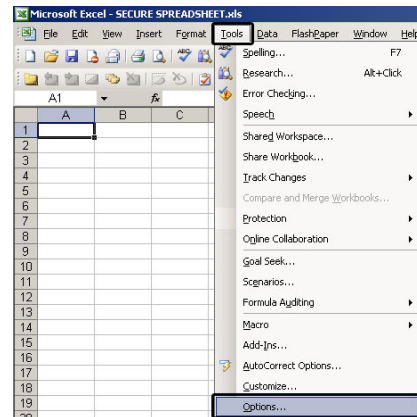 Microsoft Excel - SECURE SPREADSHEET.xls
File Edit View Insert Format Tools Data FlashPaper Window Help
Spelling... F7
Research... Alt+Click
Error Checking...
Speech
Shared Workspace...
Share Workbook...
Track Changes
Compare and Merge Workbooks...
Protection
Online Collaboration
Goal Seek...
Scenarios...
Formula Auditing
Macro
Add-Ins...
AutoCorrect Options...
Customize...
Options...
A1 fx
A B C
1
2
3
4
5
6
7
8
9
10
11
12
13
14
15
16
17
18
19